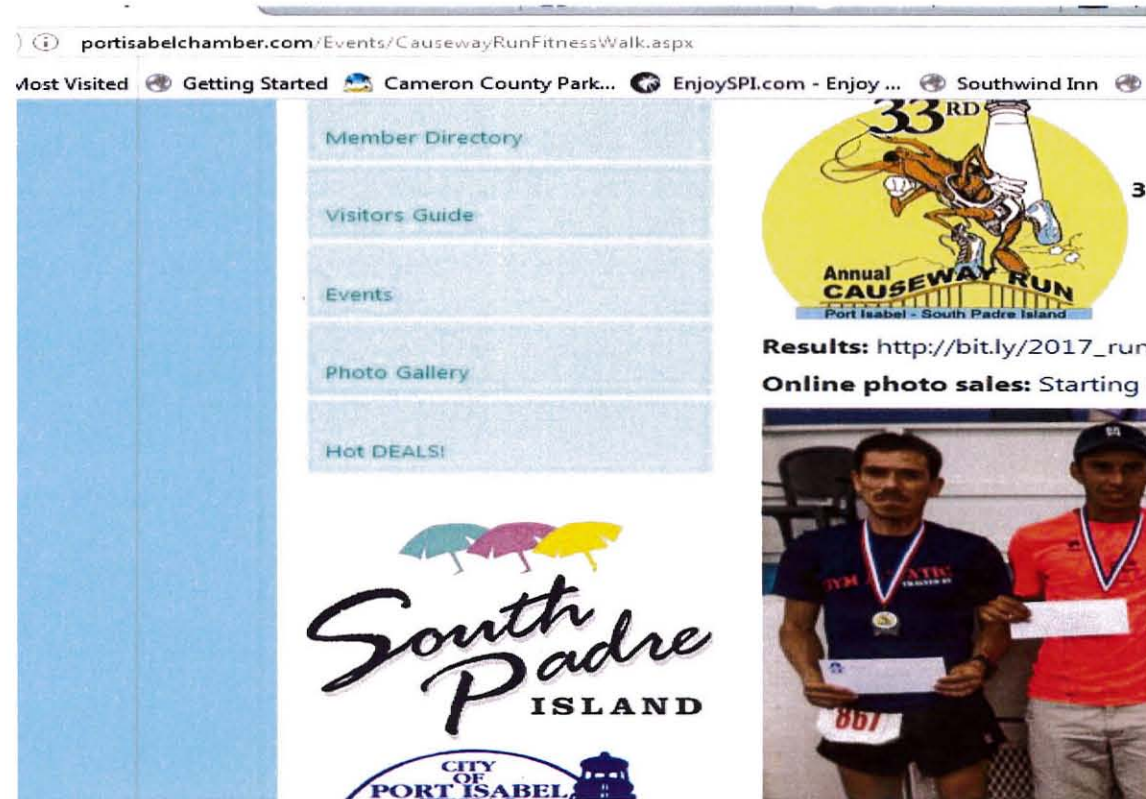 portisabelchamber.com/Events/CausewayRunFitnessWalk.aspx
Most Visited Getting Started Cameron County Park... EnjoySPI.com - Enjoy ... Southwind Inn
Member Directory
Visitors Guide
Events
Photo Gallery
Hot DEALS!
South
Padre
ISLAND
CITY
OF
PORT ISABEL
33RD
Annual
CAUSEWAY RUN
Port Isabel - South Padre Island
3
Results: http://bit.ly/2017_run
Online photo sales: Starting
867